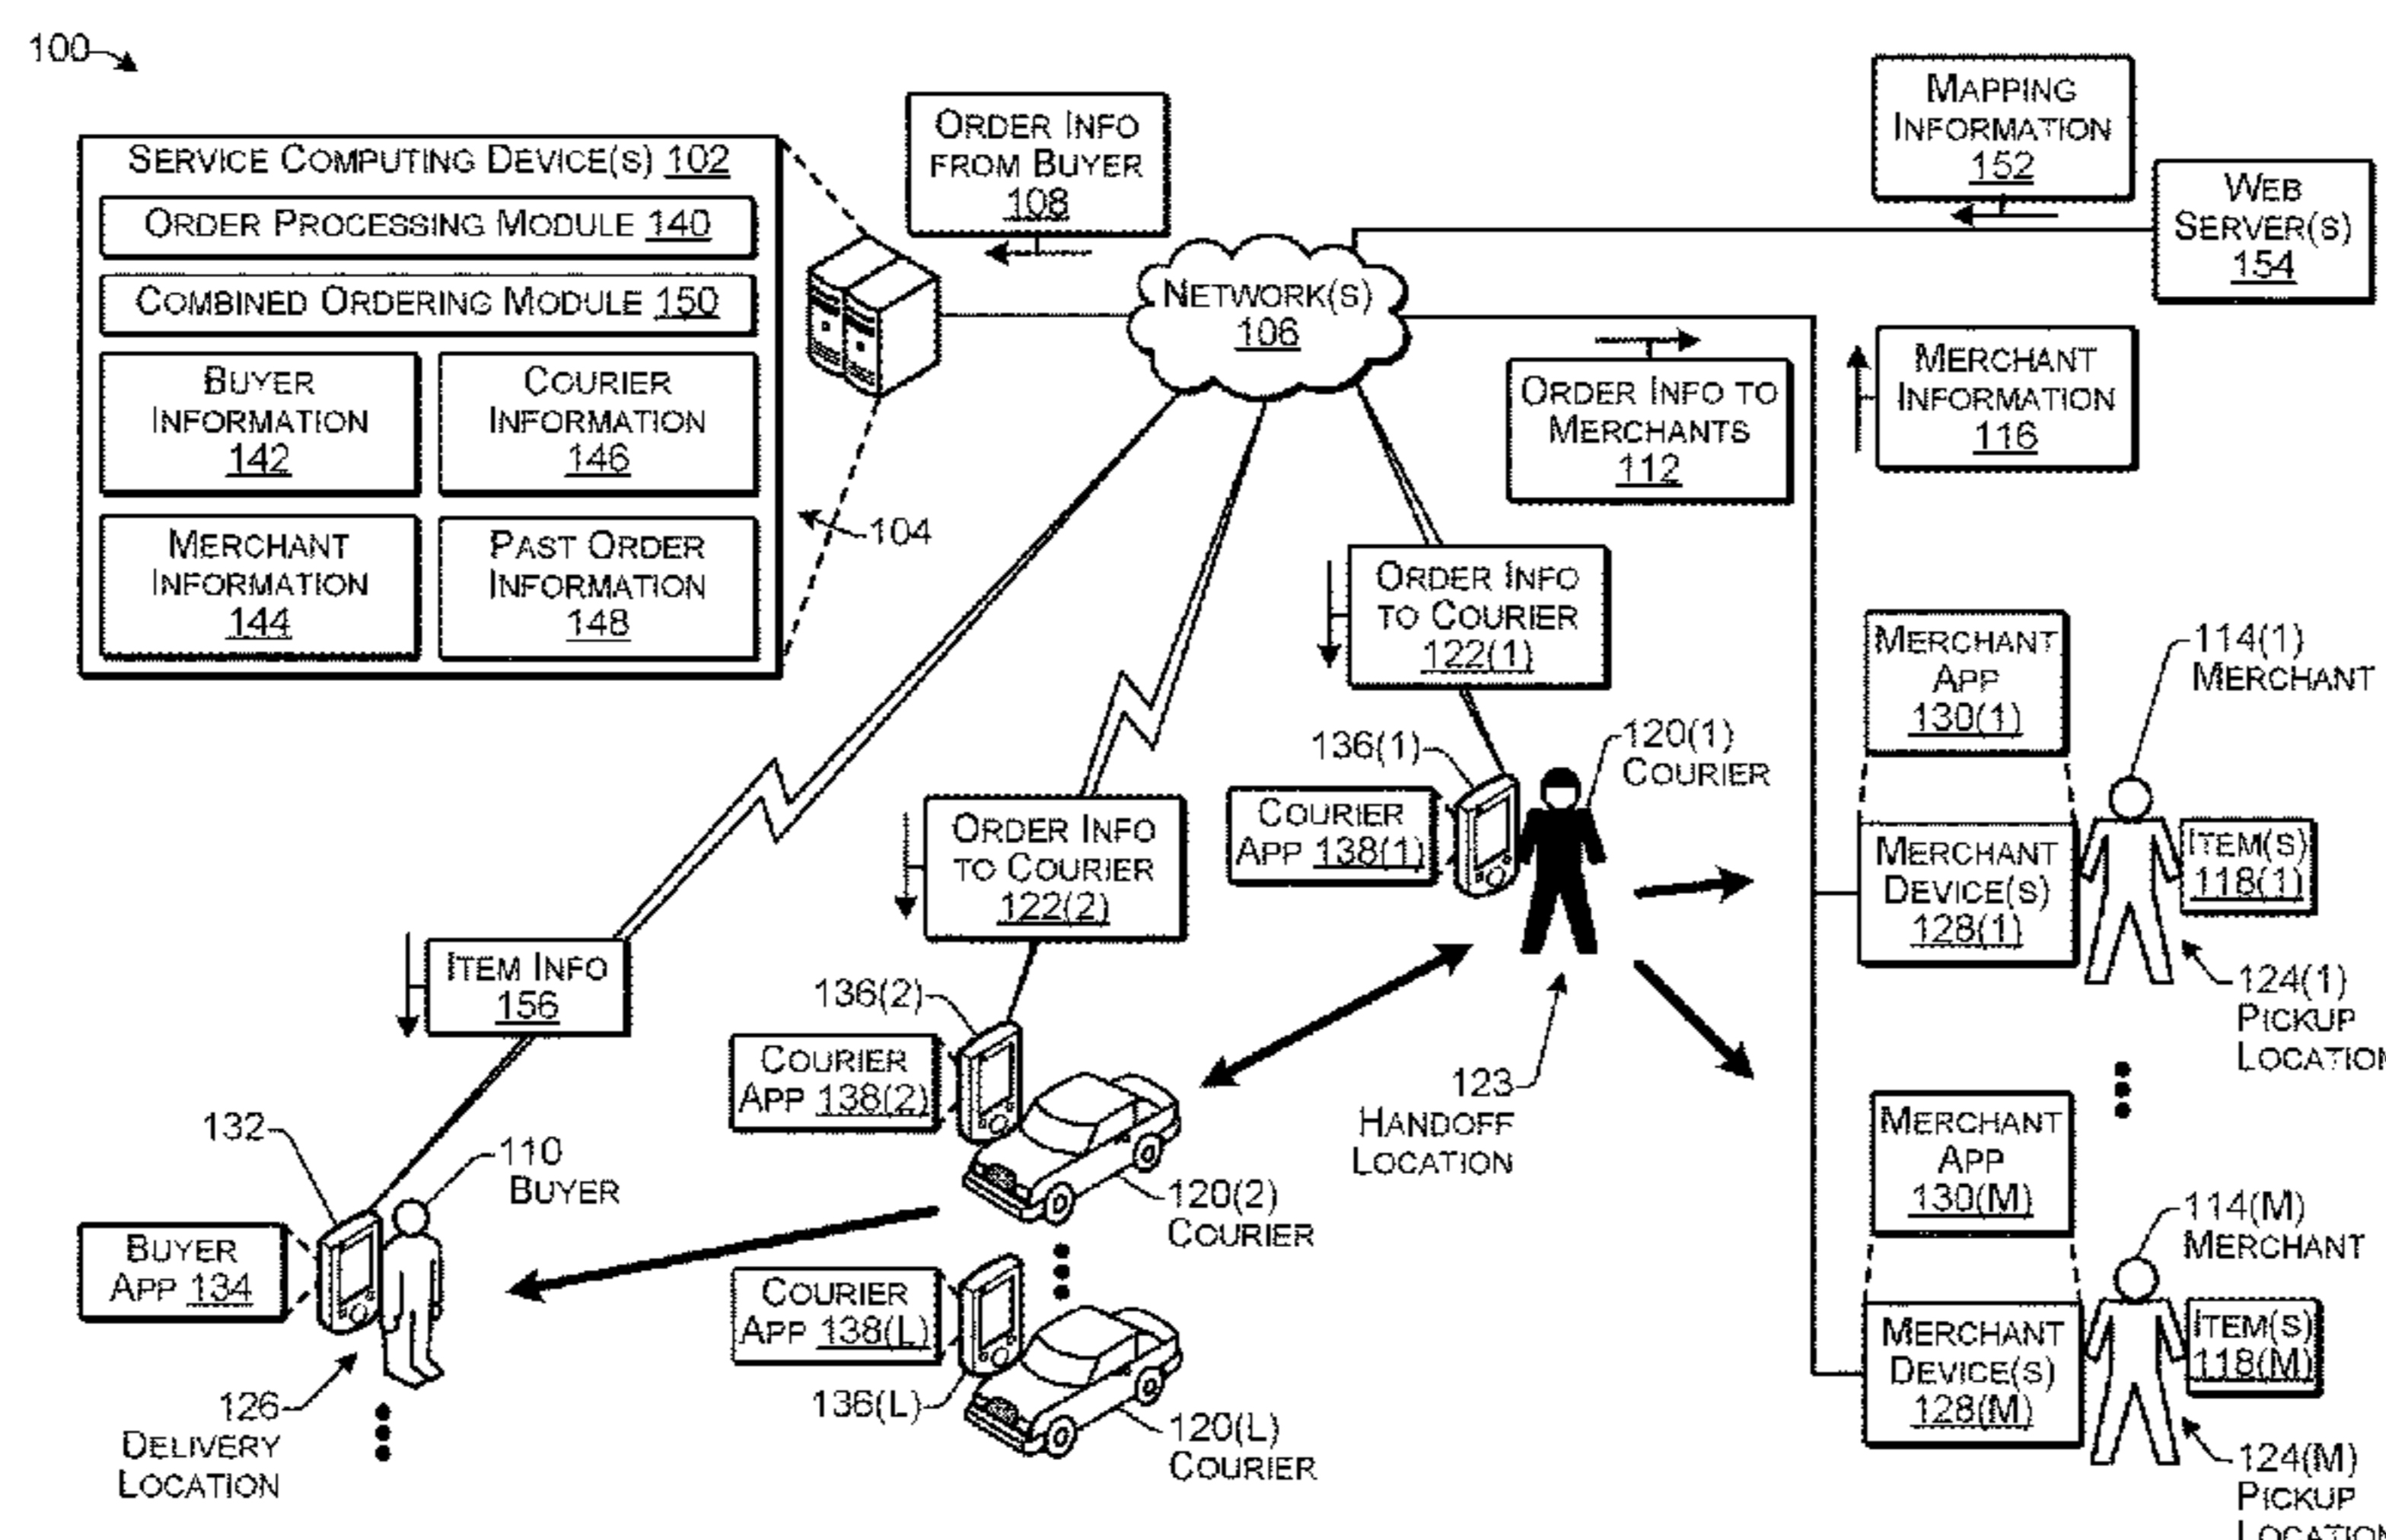 100
SERVICE COMPUTING DEVICE(S) 102
ORDER PROCESSING MODULE 140
COMBINED ORDERING MODULE 150
BUYER
INFORMATION
142
COURIER
INFORMATION
146
MERCHANT
INFORMATION
144
PAST ORDER
INFORMATION
148
104
ORDER INFO
FROM BUYER
108
NETWORK(S)
106
MAPPING
INFORMATION
152
WEB
SERVER(S)
154
ORDER INFO TO
MERCHANTS
112
MERCHANT
INFORMATION
116
ORDER INFO
TO COURIER
122(1)
136(1)
120(1)
COURIER
COURIER
APP 138(1)
MERCHANT
APP
130(1)
114(1)
MERCHANT
MERCHANT
DEVICE(S)
128(1)
ITEM(S)
118(1)
124(1)
PICKUP
LOCATION
ORDER INFO
TO COURIER
122(2)
ITEM INFO
156
136(2)
COURIER
APP 138(2)
120(2)
COURIER
123
HANDOFF
LOCATION
132
110
BUYER
BUYER
APP 134
126
DELIVERY
LOCATION
COURIER
APP 138(L)
136(L)
120(L)
COURIER
MERCHANT
APP
130(M)
114(M)
MERCHANT
MERCHANT
DEVICE(S)
128(M)
ITEM(S)
118(M)
124(M)
PICKUP
LOCATION